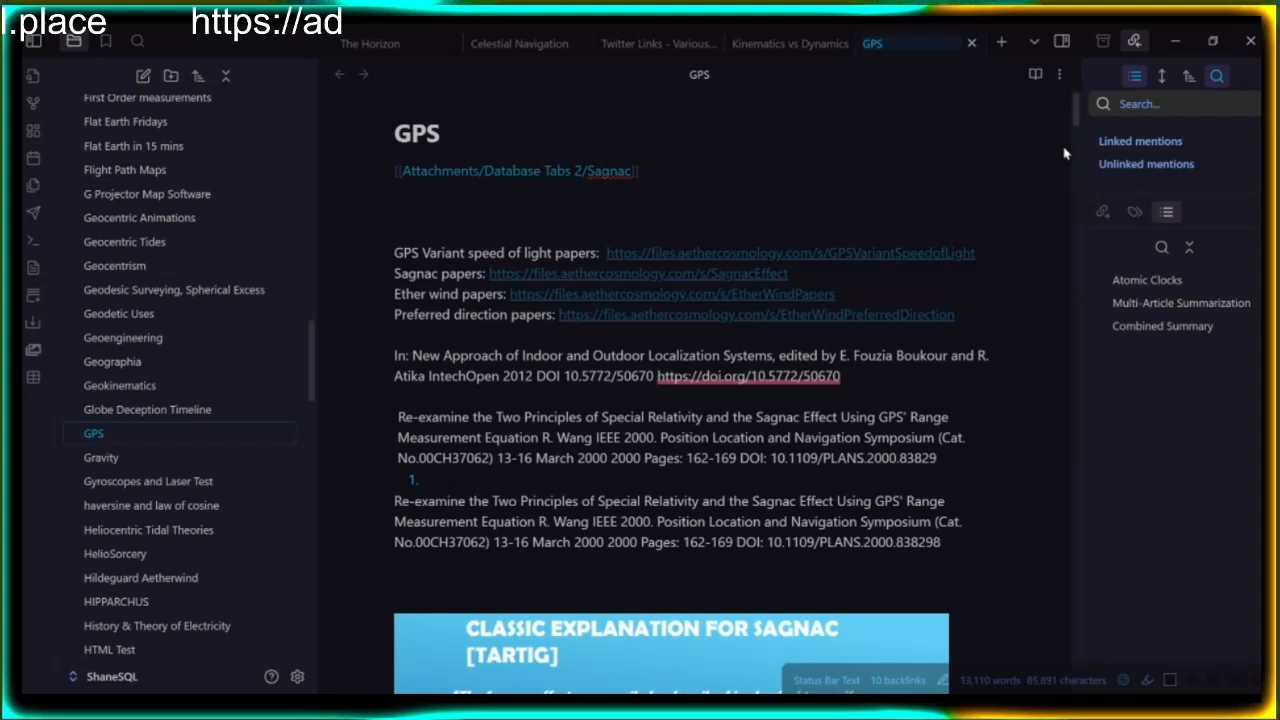 l.place https://ad
The Horizon
Celestial Navigation
Twitter Links - Various...
Kinematics vs Dynamics
GPS
GPS
First Order measurements
Flat Earth Fridays
Flat Earth in 15 mins
Flight Path Maps
G Projector Map Software
Geocentric Animations
Geocentric Tides
Geocentrism
Geodesic Surveying, Spherical Excess
Geodetic Uses
Geoengineering
Geographia
Geokinematics
Globe Deception Timeline
GPS
Gravity
Gyroscopes and Laser Test
haversine and law of cosine
Heliocentric Tidal Theories
HelioSorcery
Hildeguard Aetherwind
HIPPARCHUS
History & Theory of Electricity
HTML Test
ShaneSQL
GPS
[[Attachments/Database Tabs 2/Sagnac]]
GPS Variant speed of light papers: https://files.aethercosmology.com/s/GPSVariantSpeedofLight
Sagnac papers: https://files.aethercosmology.com/s/SagnacEffect
Ether wind papers: https://files.aethercosmology.com/s/EtherWindPapers
Preferred direction papers: https://files.aethercosmology.com/s/EtherWindPreferredDirection
In: New Approach of Indoor and Outdoor Localization Systems, edited by E. Fouzia Boukour and R.
Atika IntechOpen 2012 DOI 10.5772/50670 https://doi.org/10.5772/50670
Re-examine the Two Principles of Special Relativity and the Sagnac Effect Using GPS' Range
Measurement Equation R. Wang IEEE 2000. Position Location and Navigation Symposium (Cat.
No.00CH37062) 13-16 March 2000 2000 Pages: 162-169 DOI: 10.1109/PLANS.2000.83829
1.
Re-examine the Two Principles of Special Relativity and the Sagnac Effect Using GPS' Range
Measurement Equation R. Wang IEEE 2000. Position Location and Navigation Symposium (Cat.
No.00CH37062) 13-16 March 2000 2000 Pages: 162-169 DOI: 10.1109/PLANS.2000.838298
CLASSIC EXPLANATION FOR SAGNAC
[TARTIG]
Status Bar Text 10 backlinks 13,110 words 85,891 characters
Search...
Linked mentions
Unlinked mentions
Atomic Clocks
Multi-Article Summarization
Combined Summary